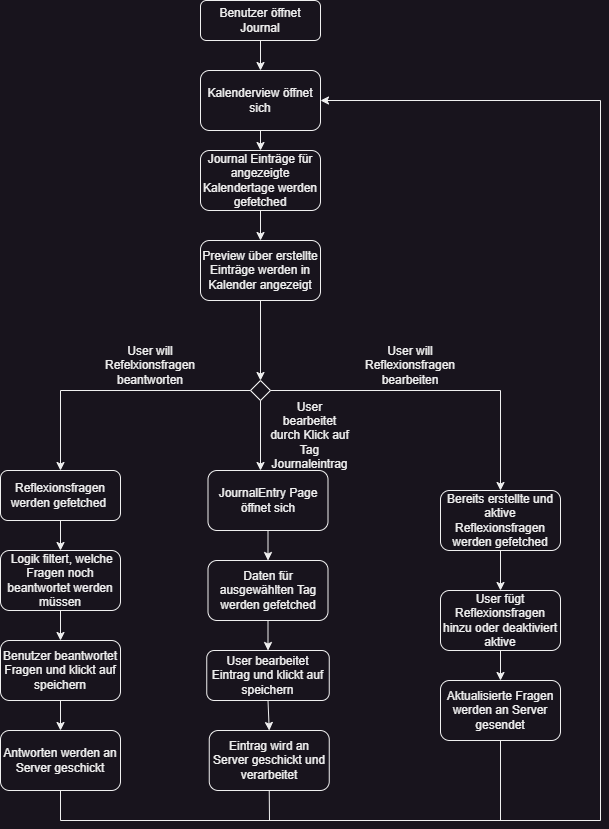 Benutzer öffnet
Journal
Kalenderview öffnet
sich
Journal Einträge für
angezeigte
Kalendertage werden
gefetched
Preview über erstellte
Einträge werden in
Kalender angezeigt
User will
Refelxionsfragen
beantworten
User will
Reflexionsfragen
bearbeiten
User
bearbeitet
durch Klick auf
Tag
Journaleintrag
Reflexionsfragen
werden gefetched
Logik filtert, welche
Fragen noch
beantwortet werden
müssen
Benutzer beantwortet
Fragen und klickt auf
speichern
Antworten werden an
Server geschickt
JournalEntry Page
öffnet sich
Daten für
ausgewählten Tag
werden gefetched
User bearbeitet
Eintrag und klickt auf
speichern
Eintrag wird an
Server geschickt und
verarbeitet
Bereits erstellte und
aktive
Reflexionsfragen
werden gefetched
User fügt
Reflexionsfragen
hinzu oder deaktiviert
aktive
Aktualisierte Fragen
werden an Server
gesendet